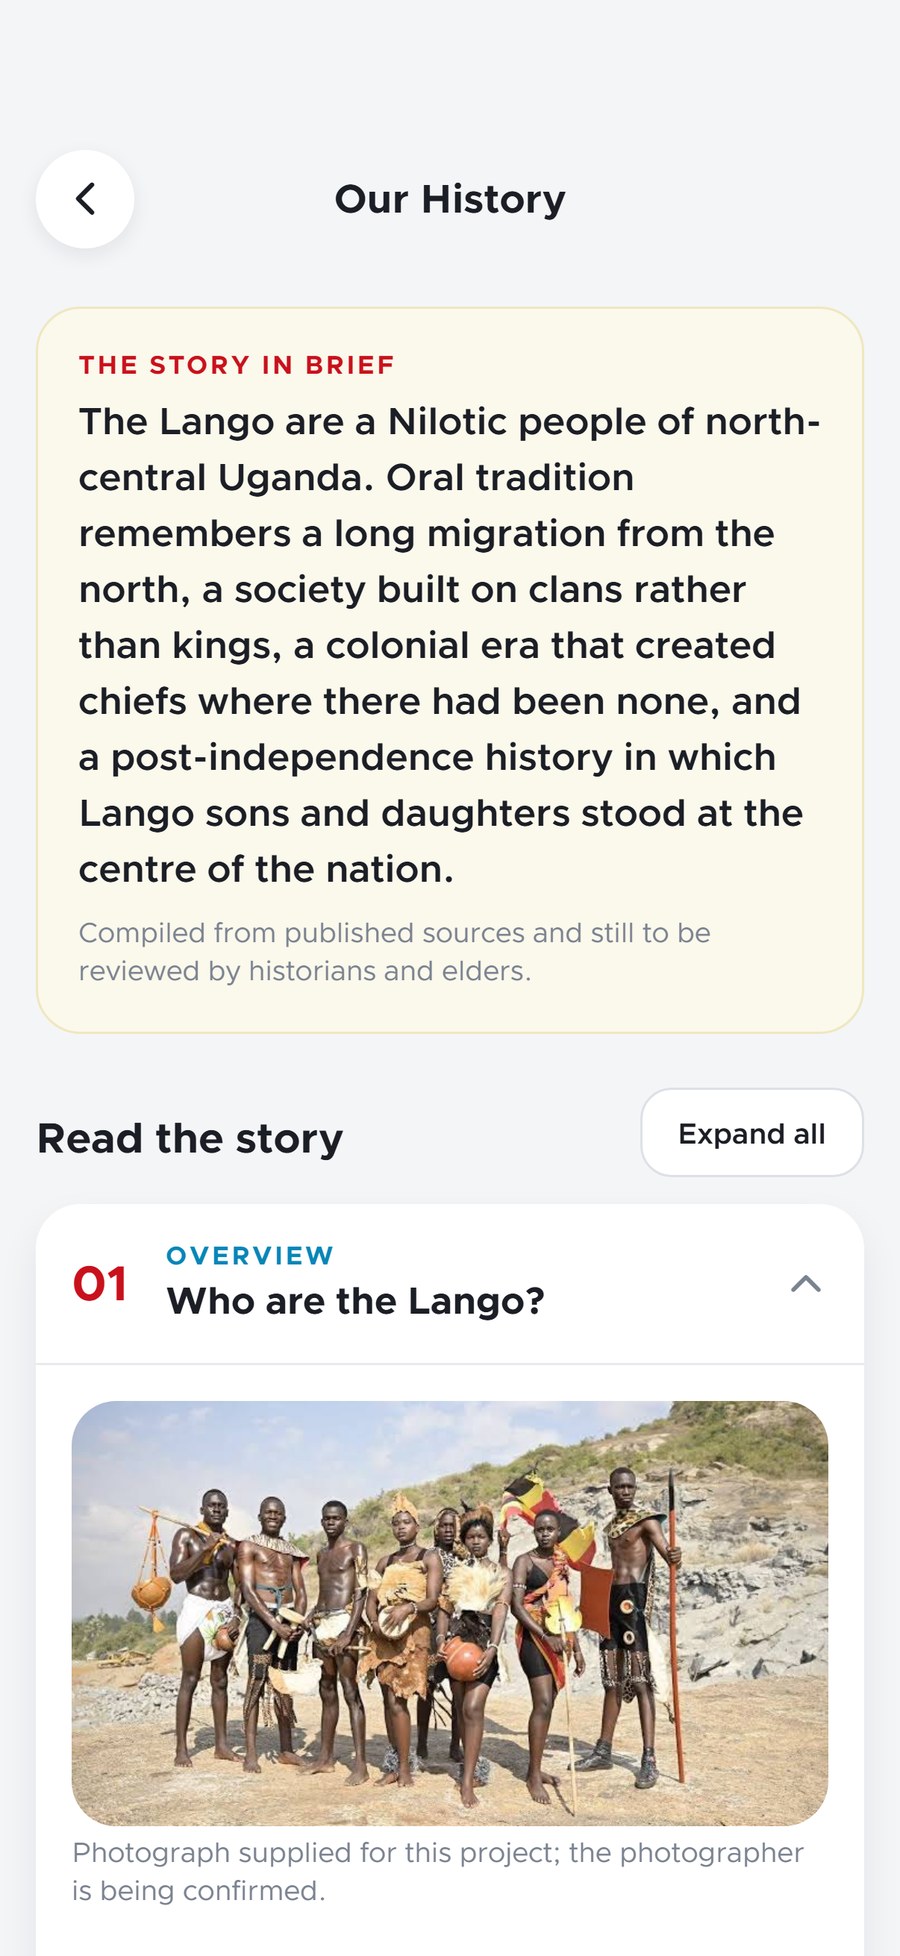 Our History
THE STORY IN BRIEF
The Lango are a Nilotic people of north-
central Uganda. Oral tradition
remembers a long migration from the
north, a society built on clans rather
than kings, a colonial era that created
chiefs where there had been none, and
a post-independence history in which
Lango sons and daughters stood at the
centre of the nation.
Compiled from published sources and still to be
reviewed by historians and elders.
Read the story
Expand all
01
OVERVIEW
Who are the Lango?
Photograph supplied for this project; the photographer
is being confirmed.